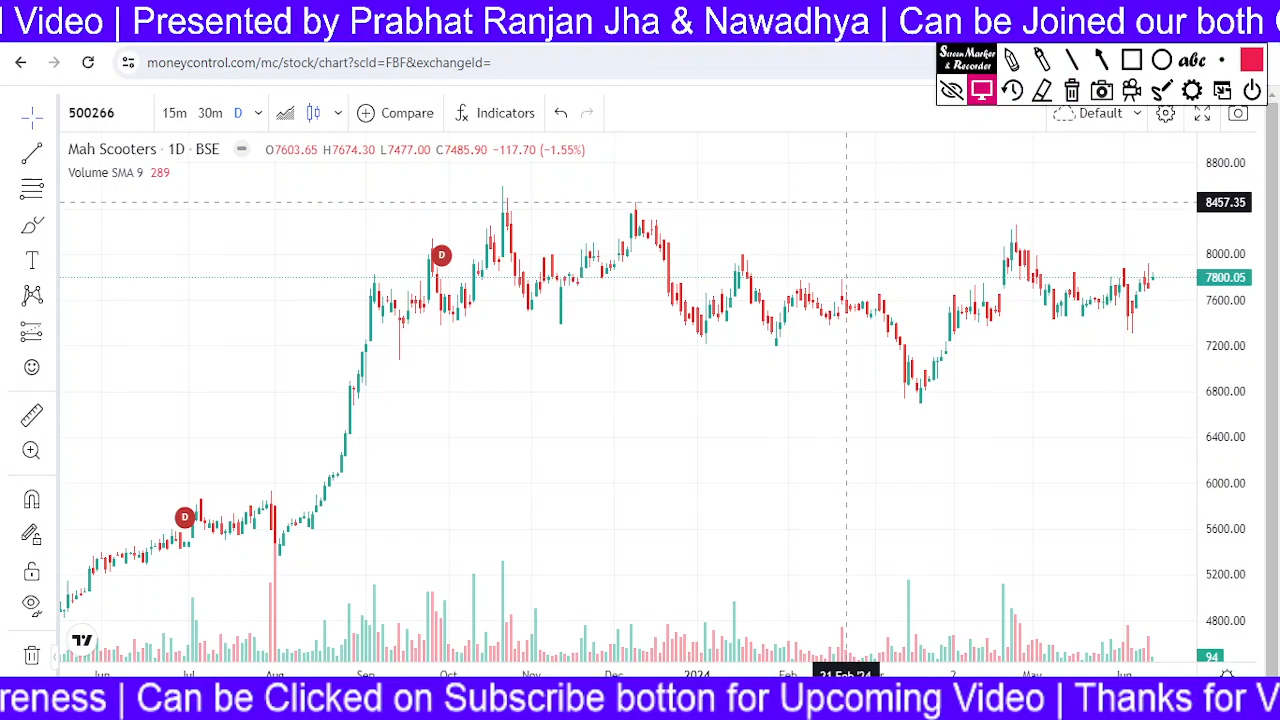 Video | Presented by Prabhat Ranjan Jha & Nawadhya | Can be Joined our both
moneycontrol.com/mc/stock/chart?scId=FBF&exchangeId=
Screen Marker & Recorder
abc
500266 15m 30m D Compare Indicators Default
Mah Scooters · 1D · BSE O7603.65 H7674.30 L7477.00 C7485.90 −117.70 (−1.55%)
Volume SMA 9 289
8800.00
8457.35
D
8000.00
7800.05
7600.00
7200.00
6800.00
6400.00
6000.00
D
5600.00
5200.00
4800.00
94
Jun Jul Aug Sep Oct Nov Dec 2024 Feb 21 Feb '24 May Jun
reness | Can be Clicked on Subscribe botton for Upcoming Video | Thanks for V